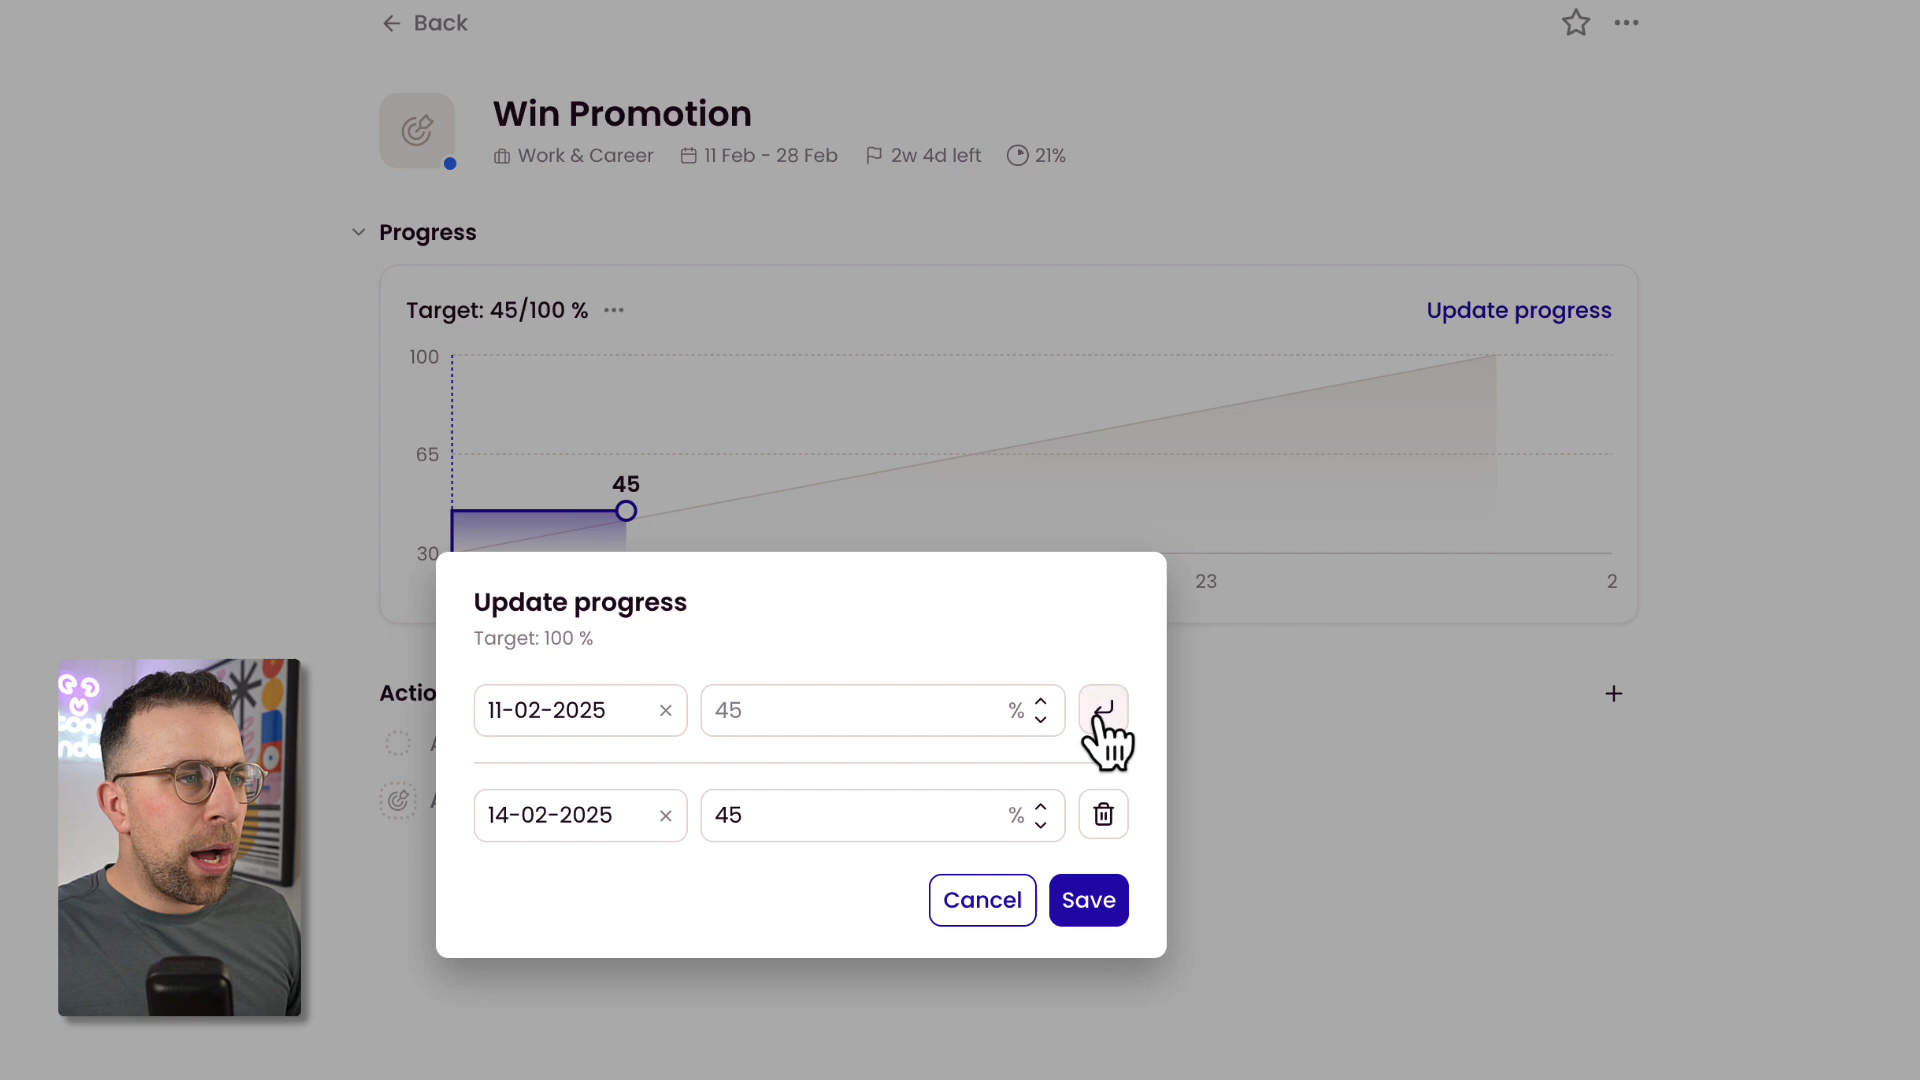 Back
Win Promotion
Work & Career 11 Feb - 28 Feb 2w 4d left 21%
Progress
Target: 45/100 % Update progress
100
65
45
30
23 2
Update progress
Target: 100 %
11-02-2025 45 %
14-02-2025 45 %
Cancel Save
Actio